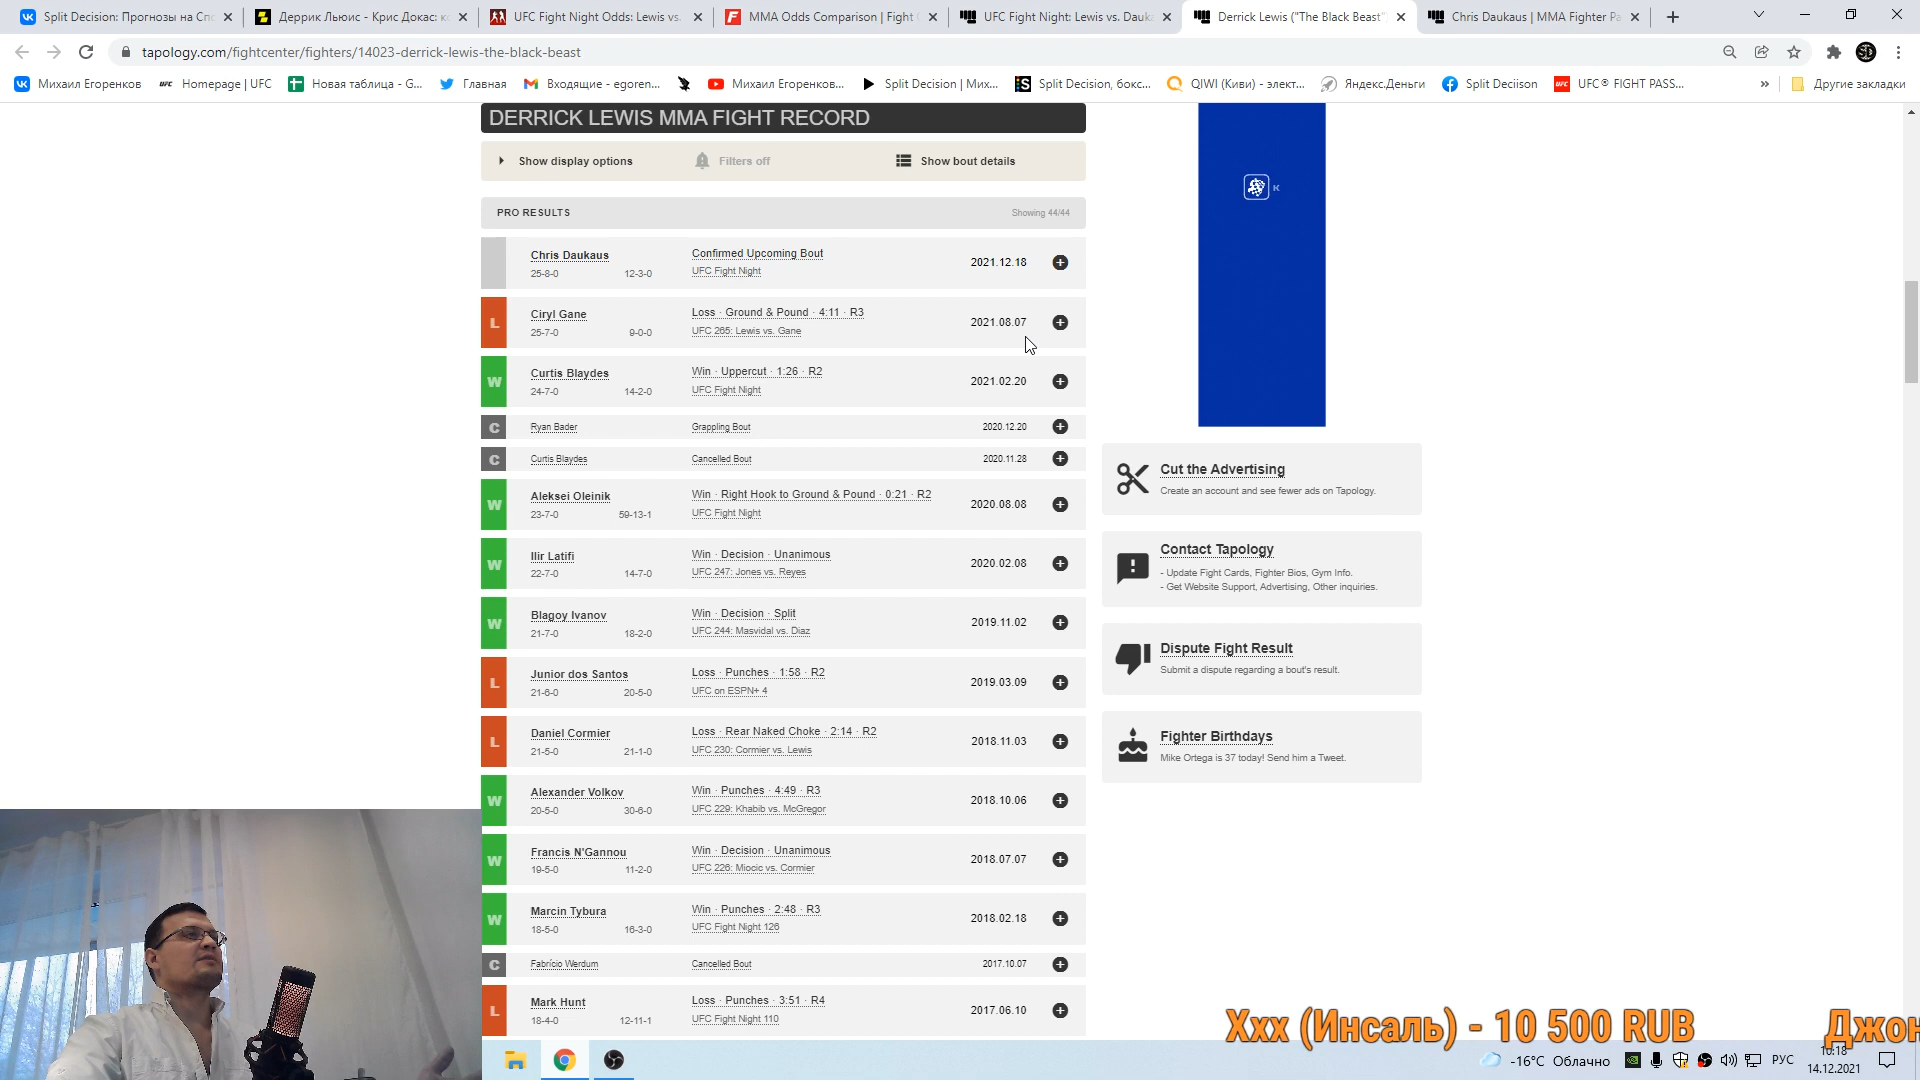 Split Decision: Прогнозы на Сп
Деррик Льюис - Крис Докас: к
UFC Fight Night Odds: Lewis vs.
MMA Odds Comparison | Fight
UFC Fight Night: Lewis vs. Dauka
Derrick Lewis ("The Black Beast"
Chris Daukaus | MMA Fighter Pa
tapology.com/fightcenter/fighters/14023-derrick-lewis-the-black-beast
Михаил Егоренков
Homepage | UFC
Новая таблица - G...
Главная
Входящие - egoren...
Михаил Егоренков...
Split Decision | Мих...
Split Decision, бокс...
QIWI (Киви) - элект...
Яндекс.Деньги
Split Deciison
UFC® FIGHT PASS...
»
Другие закладки
DERRICK LEWIS MMA FIGHT RECORD
Show display options
Filters off
Show bout details
PRO RESULTS
Showing 44/44
Chris Daukaus Confirmed Upcoming Bout 2021.12.18
25-8-0 12-3-0 UFC Fight Night
L Ciryl Gane Loss · Ground & Pound · 4:11 · R3 2021.08.07
25-7-0 9-0-0 UFC 265: Lewis vs. Gane
W Curtis Blaydes Win · Uppercut · 1:26 · R2 2021.02.20
24-7-0 14-2-0 UFC Fight Night
C Ryan Bader Grappling Bout 2020.12.20
C Curtis Blaydes Cancelled Bout 2020.11.28
W Aleksei Oleinik Win · Right Hook to Ground & Pound · 0:21 · R2 2020.08.08
23-7-0 59-13-1 UFC Fight Night
W Ilir Latifi Win · Decision · Unanimous 2020.02.08
22-7-0 14-7-0 UFC 247: Jones vs. Reyes
W Blagoy Ivanov Win · Decision · Split 2019.11.02
21-7-0 18-2-0 UFC 244: Masvidal vs. Diaz
L Junior dos Santos Loss · Punches · 1:58 · R2 2019.03.09
21-6-0 20-5-0 UFC on ESPN+ 4
L Daniel Cormier Loss · Rear Naked Choke · 2:14 · R2 2018.11.03
21-5-0 21-1-0 UFC 230: Cormier vs. Lewis
W Alexander Volkov Win · Punches · 4:49 · R3 2018.10.06
20-5-0 30-6-0 UFC 229: Khabib vs. McGregor
W Francis N'Gannou Win · Decision · Unanimous 2018.07.07
19-5-0 11-2-0 UFC 226: Miocic vs. Cormier
W Marcin Tybura Win · Punches · 2:48 · R3 2018.02.18
18-5-0 16-3-0 UFC Fight Night 126
C Fabrício Werdum Cancelled Bout 2017.10.07
L Mark Hunt Loss · Punches · 3:51 · R4 2017.06.10
18-4-0 12-11-1 UFC Fight Night 110
K
Cut the Advertising
Create an account and see fewer ads on Tapology.
Contact Tapology
- Update Fight Cards, Fighter Bios, Gym Info.
- Get Website Support, Advertising, Other inquiries.
Dispute Fight Result
Submit a dispute regarding a bout's result.
Fighter Birthdays
Mike Ortega is 37 today! Send him a Tweet.
Xxx (Инсаль) - 10 500 RUB
Джон
-16°C Облачно
РУС
10:18
14.12.2021